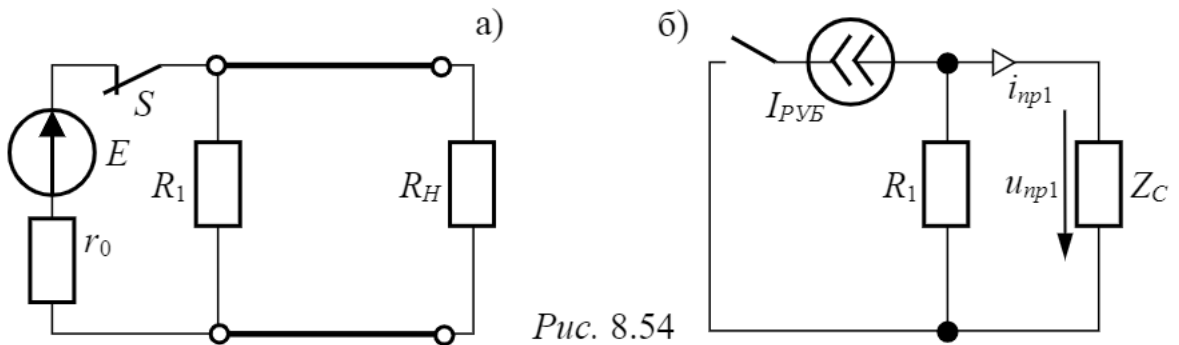 а)
S
E
R1
RH
r0
б)
IРУБ
iпр1
R1
uпр1
ZC
Рис. 8.54